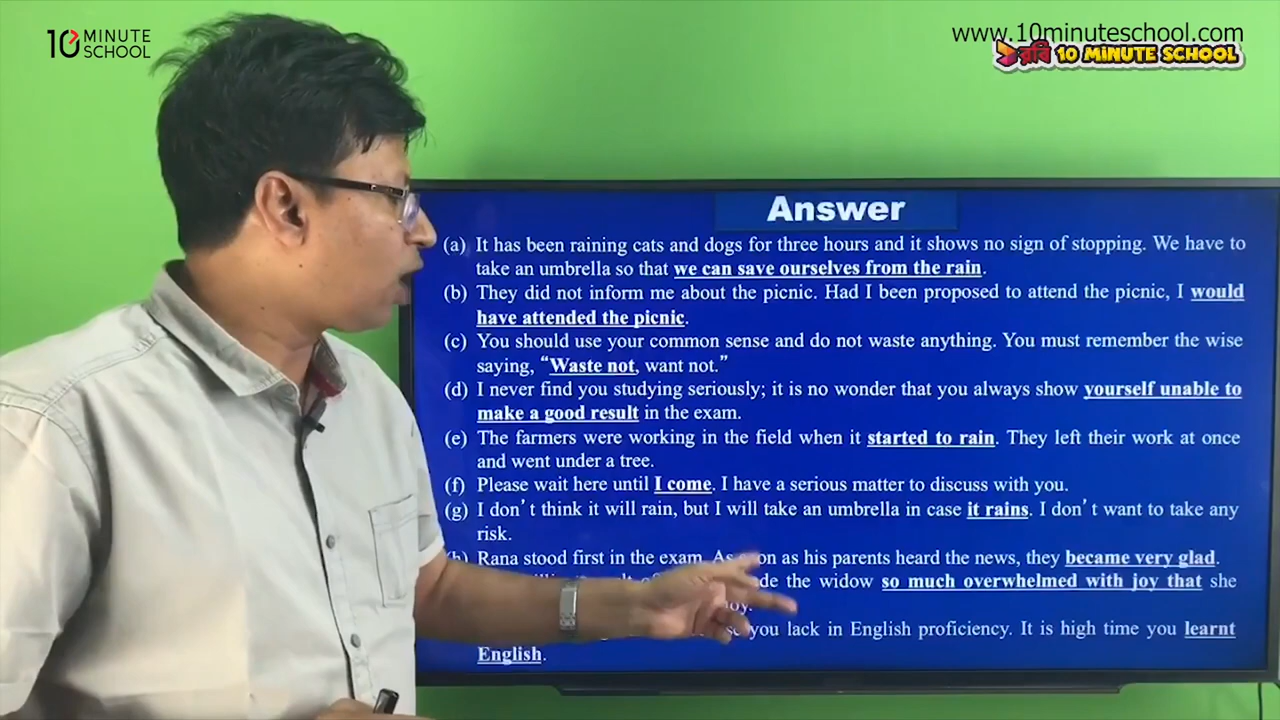 10 MINUTE
SCHOOL
www.10minuteschool.com
রবি 10 MINUTE SCHOOL
Answer
(a) It has been raining cats and dogs for three hours and it shows no sign of stopping. We have to
take an umbrella so that we can save ourselves from the rain.
(b) They did not inform me about the picnic. Had I been proposed to attend the picnic, I would
have attended the picnic.
(c) You should use your common sense and do not waste anything. You must remember the wise
saying, “Waste not, want not.”
(d) I never find you studying seriously; it is no wonder that you always show yourself unable to
make a good result in the exam.
(e) The farmers were working in the field when it started to rain. They left their work at once
and went under a tree.
(f) Please wait here until I come. I have a serious matter to discuss with you.
(g) I don’t think it will rain, but I will take an umbrella in case it rains. I don’t want to take any
risk.
Rana stood first in the exam. As soon as his parents heard the news, they became very glad.
the widow so much overwhelmed with joy that she
joy.
you lack in English proficiency. It is high time you learnt
English.